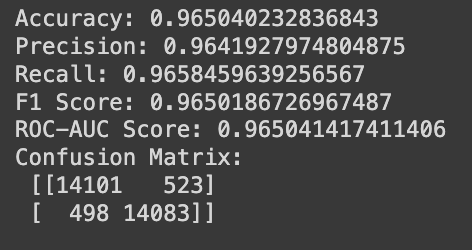 Accuracy: 0.965040232836843
Precision: 0.9641927974804875
Recall: 0.9658459639256567
F1 Score: 0.9650186726967487
ROC-AUC Score: 0.965041417411406
Confusion Matrix:
[[14101   523]
[  498 14083]]